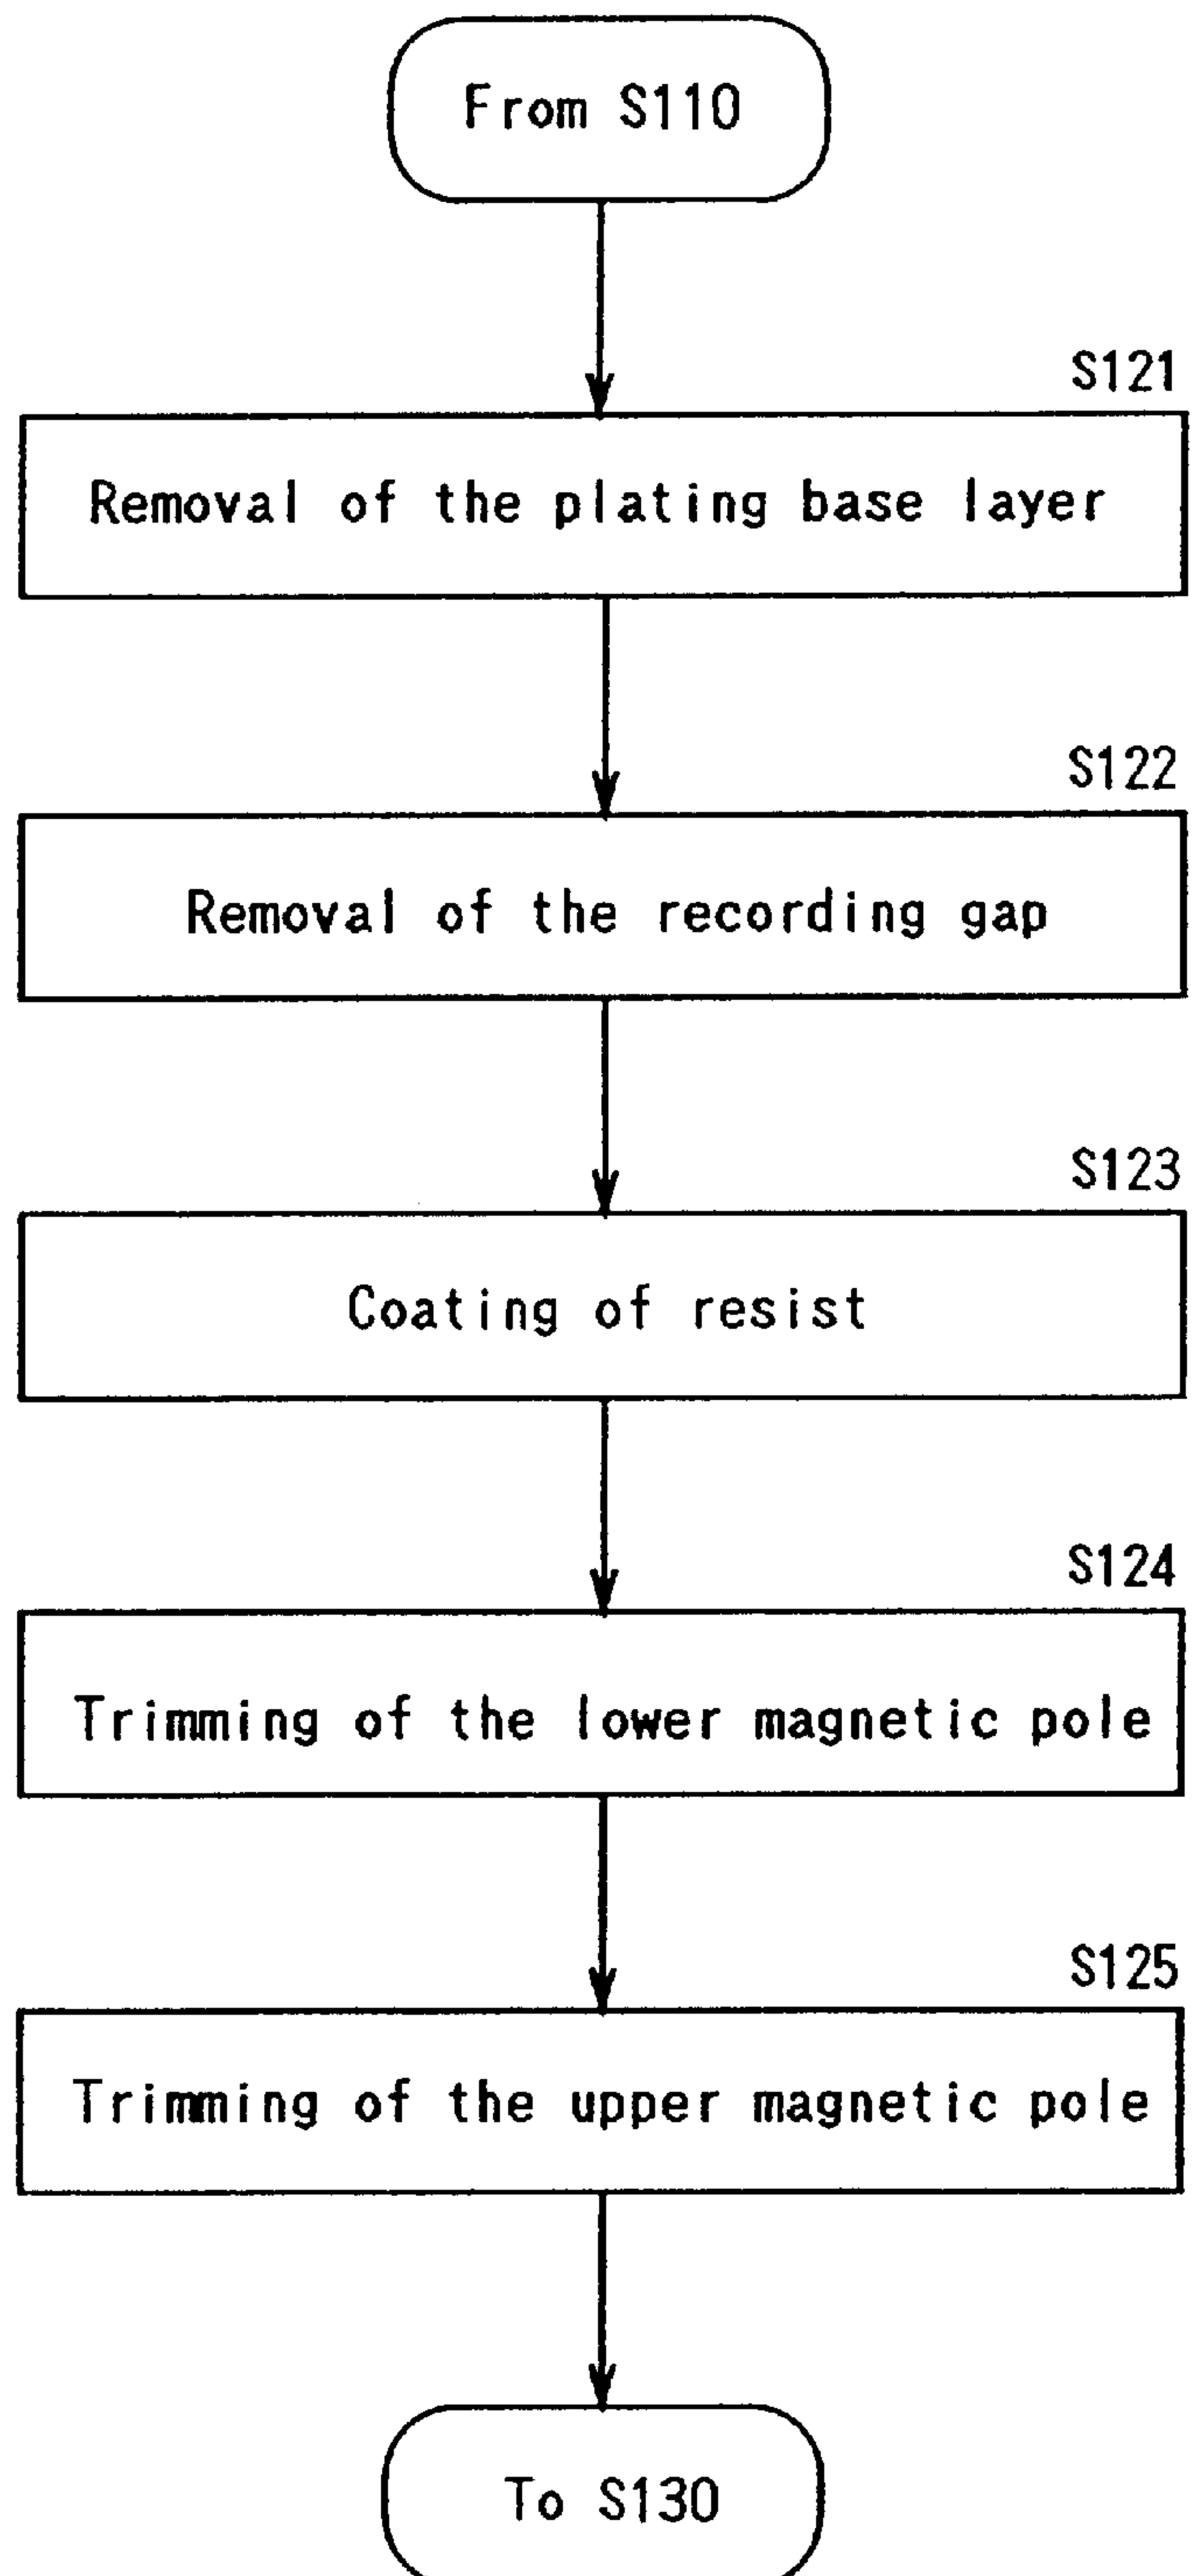 From S110
S121
Removal of the plating base layer
S122
Removal of the recording gap
S123
Coating of resist
S124
Trimming of the lower magnetic pole
S125
Trimming of the upper magnetic pole
To S130